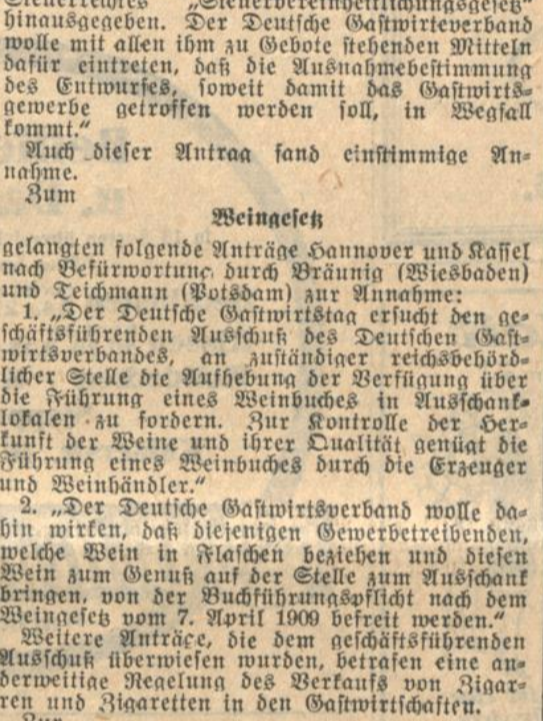 Steuerrechtes „Steuervereinheitlichungsgesetz“
hinausgegeben. Der Deutsche Gastwirteverband
wolle mit allen ihm zu Gebote stehenden Mitteln
dafür eintreten, daß die Ausnahmebestimmung
des Entwurfes, soweit damit das Gastwirts-
gewerbe getroffen werden soll, in Wegfall
kommt.“
Auch dieser Antrag fand einstimmige An-
nahme.
Zum
Weingesetz
gelangten folgende Anträge Hannover und Kassel
nach Befürwortung durch Bräunig (Wiesbaden)
und Teichmann (Potsdam) zur Annahme:
1. „Der Deutsche Gastwirtstag ersucht den ge-
schäftsführenden Ausschuß des Deutschen Gast-
wirtsverbandes, an zuständiger reichsbehörd-
licher Stelle die Aufhebung der Verfügung über
die Führung eines Weinbuches in Ausschank-
lokalen zu fordern. Zur Kontrolle der Her-
kunft der Weine und ihrer Qualität genügt die
Führung eines Weinbuches durch die Erzeuger
und Weinhändler.“
2. „Der Deutsche Gastwirtsverband wolle da-
hin wirken, daß diejenigen Gewerbetreibenden,
welche Wein in Flaschen beziehen und diesen
Wein zum Genuß auf der Stelle zum Ausschank
bringen, von der Buchführungspflicht nach dem
Weingesetz vom 7. April 1909 befreit werden.“
Weitere Anträge, die dem geschäftsführenden
Ausschuß überwiesen wurden, betrafen eine an-
derweitige Regelung des Verkaufs von Zigar-
ren und Zigaretten in den Gastwirtschaften.
Zur